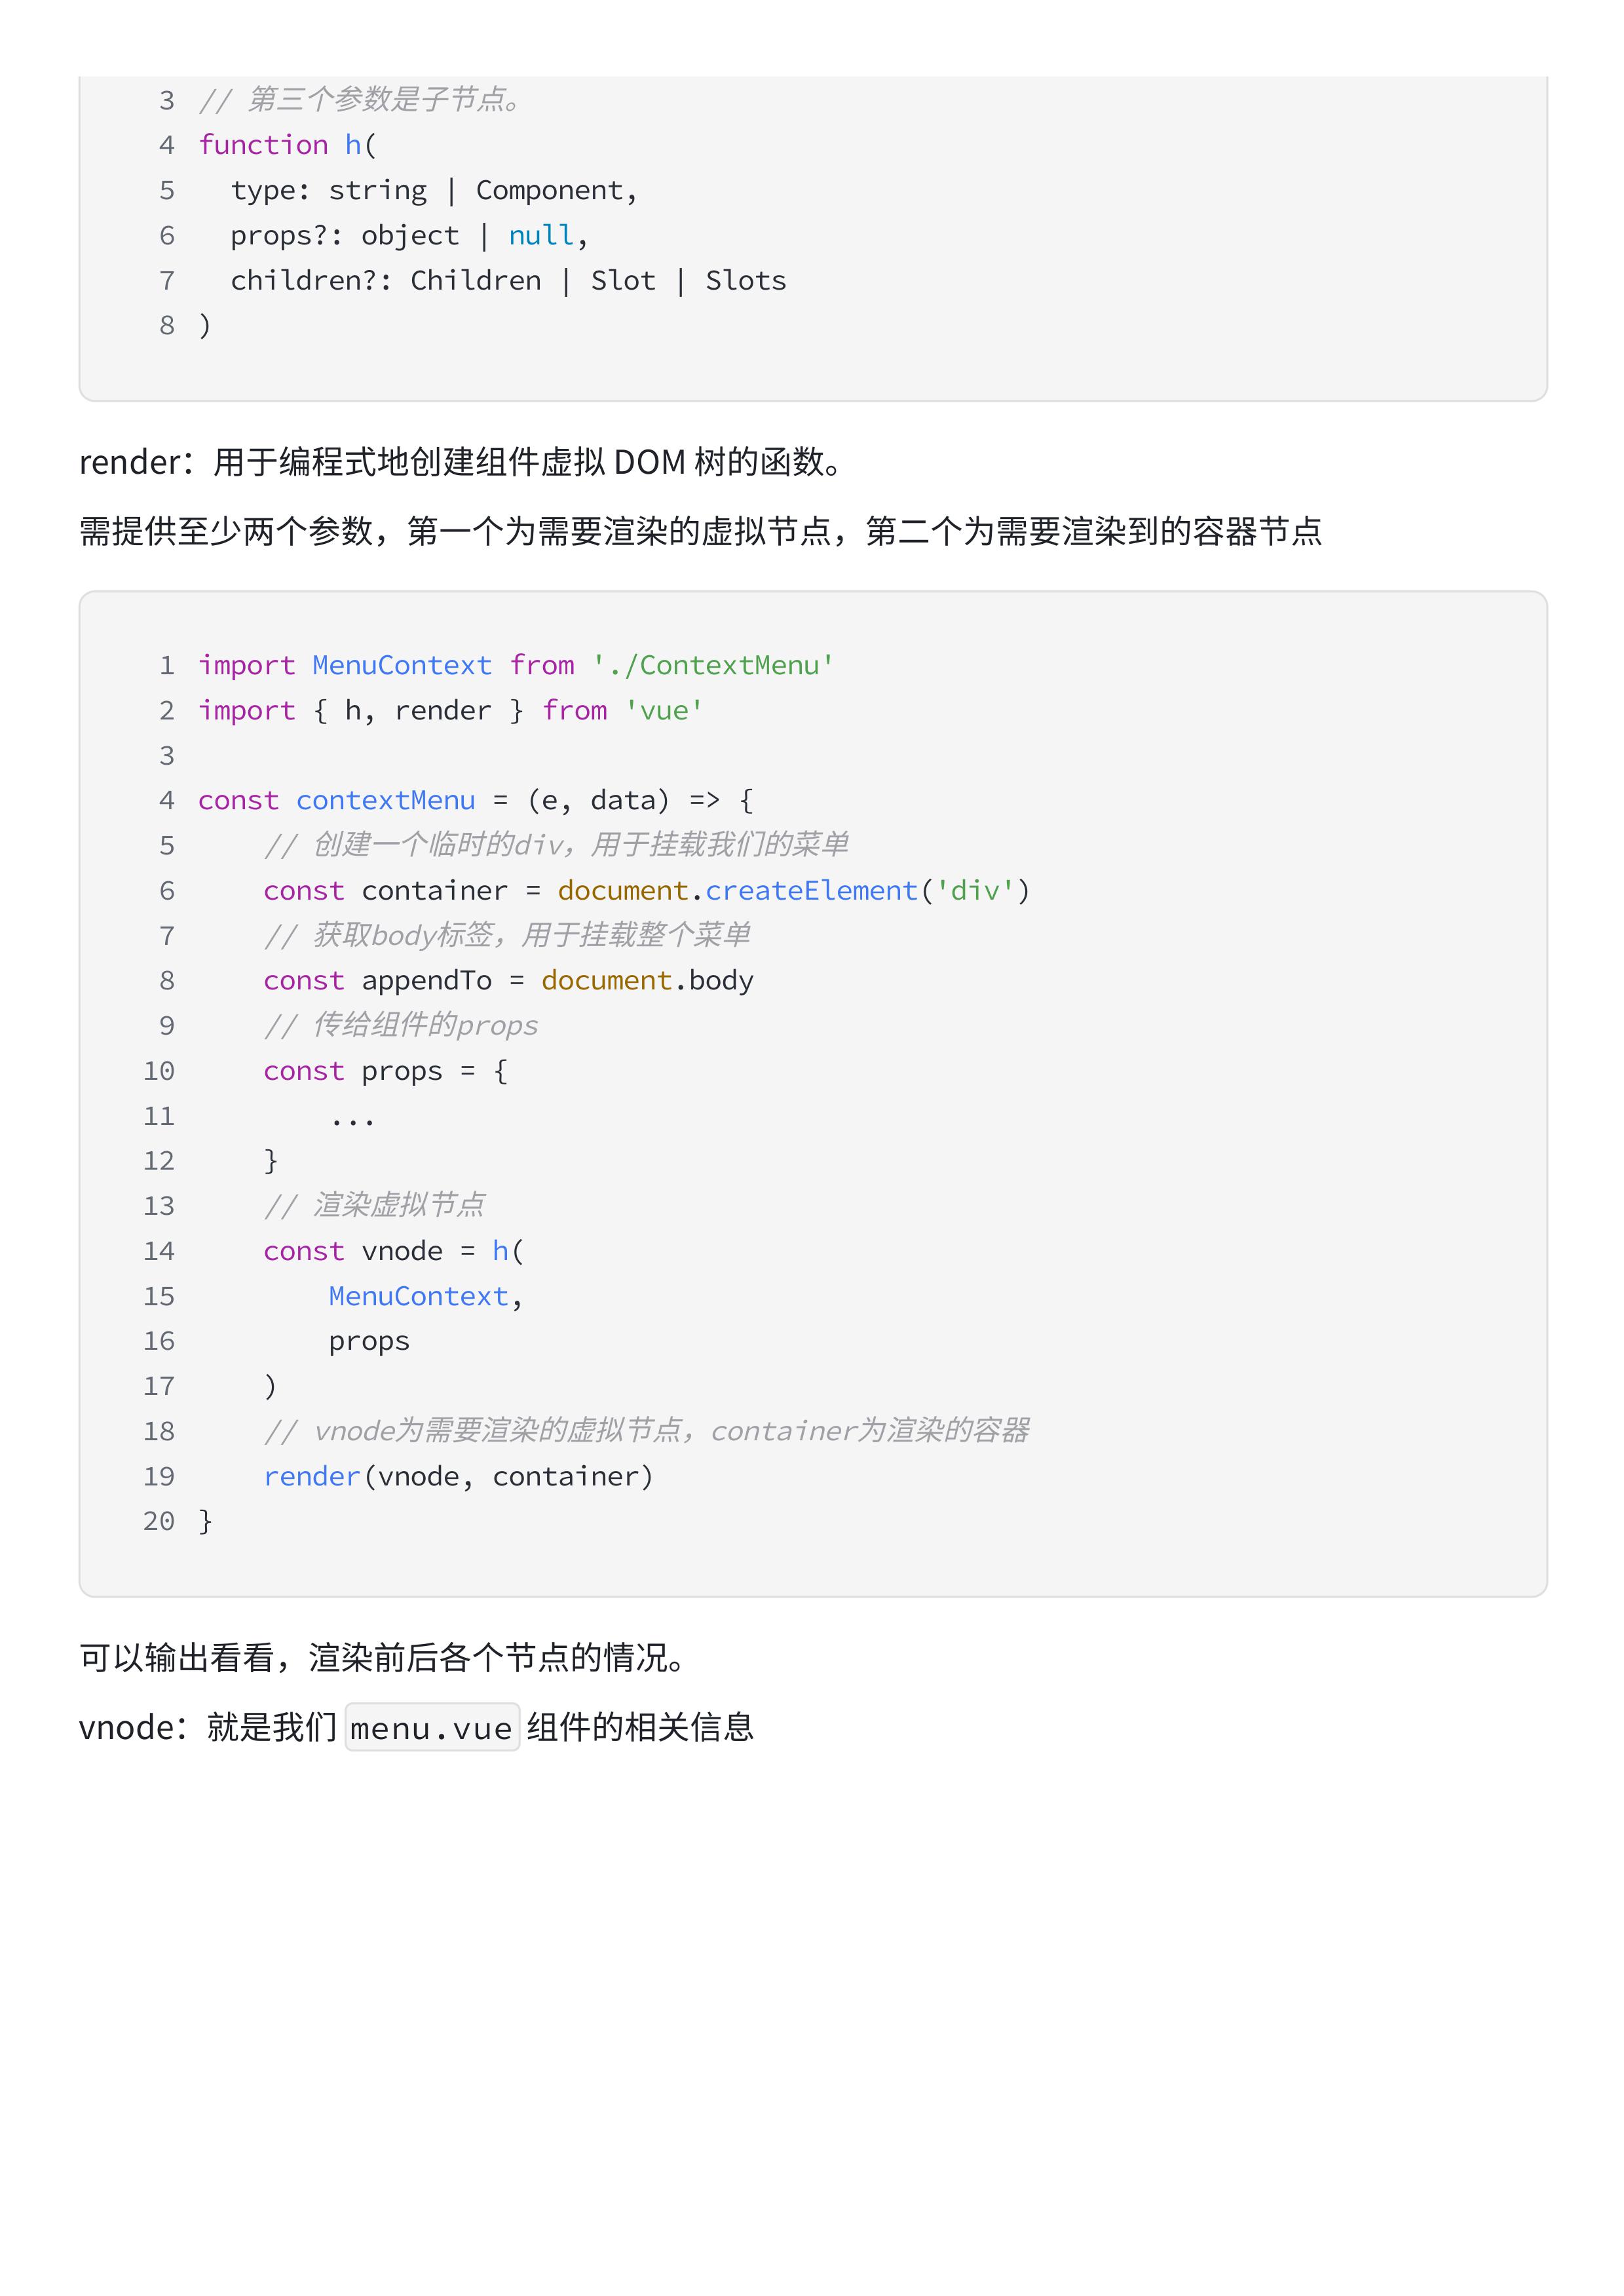 3 // 第三个参数是子节点。
4 function h(
5   type: string | Component,
6   props?: object | null,
7   children?: Children | Slot | Slots
8 )
render：用于编程式地创建组件虚拟 DOM 树的函数。
需提供至少两个参数，第一个为需要渲染的虚拟节点，第二个为需要渲染到的容器节点
1 import MenuContext from './ContextMenu'
2 import { h, render } from 'vue'
3
4 const contextMenu = (e, data) => {
5     // 创建一个临时的div，用于挂载我们的菜单
6     const container = document.createElement('div')
7     // 获取body标签，用于挂载整个菜单
8     const appendTo = document.body
9     // 传给组件的props
10     const props = {
11         ...
12     }
13     // 渲染虚拟节点
14     const vnode = h(
15         MenuContext,
16         props
17     )
18     // vnode为需要渲染的虚拟节点，container为渲染的容器
19     render(vnode, container)
20 }
可以输出看看，渲染前后各个节点的情况。
vnode：就是我们 menu.vue 组件的相关信息